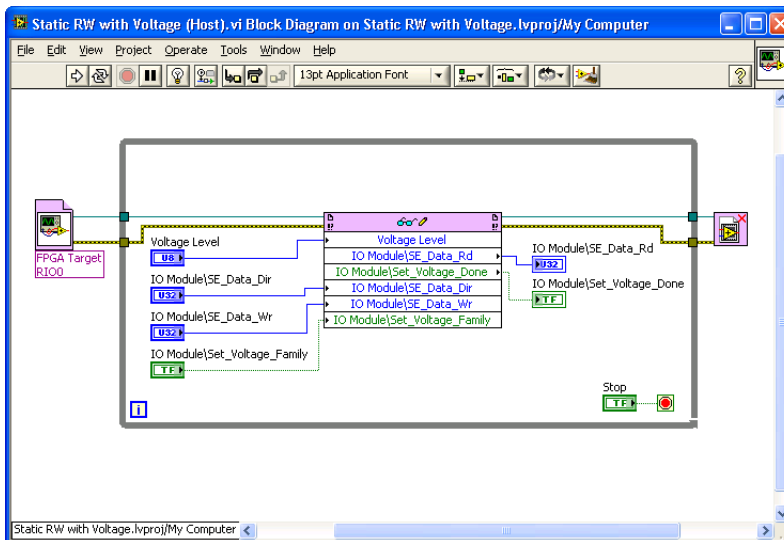 Static RW with Voltage (Host).vi Block Diagram on Static RW with Voltage.lvproj/My Computer
File Edit View Project Operate Tools Window Help
13pt Application Font
?
FPGA Target
RIO0
Voltage Level
U8
IO Module\SE_Data_Dir
U32
IO Module\SE_Data_Wr
U32
IO Module\Set_Voltage_Family
TF
Voltage Level
IO Module\SE_Data_Rd
IO Module\Set_Voltage_Done
IO Module\SE_Data_Dir
IO Module\SE_Data_Wr
IO Module\Set_Voltage_Family
IO Module\SE_Data_Rd
U32
IO Module\Set_Voltage_Done
TF
Stop
TF
i
Static RW with Voltage.lvproj/My Computer